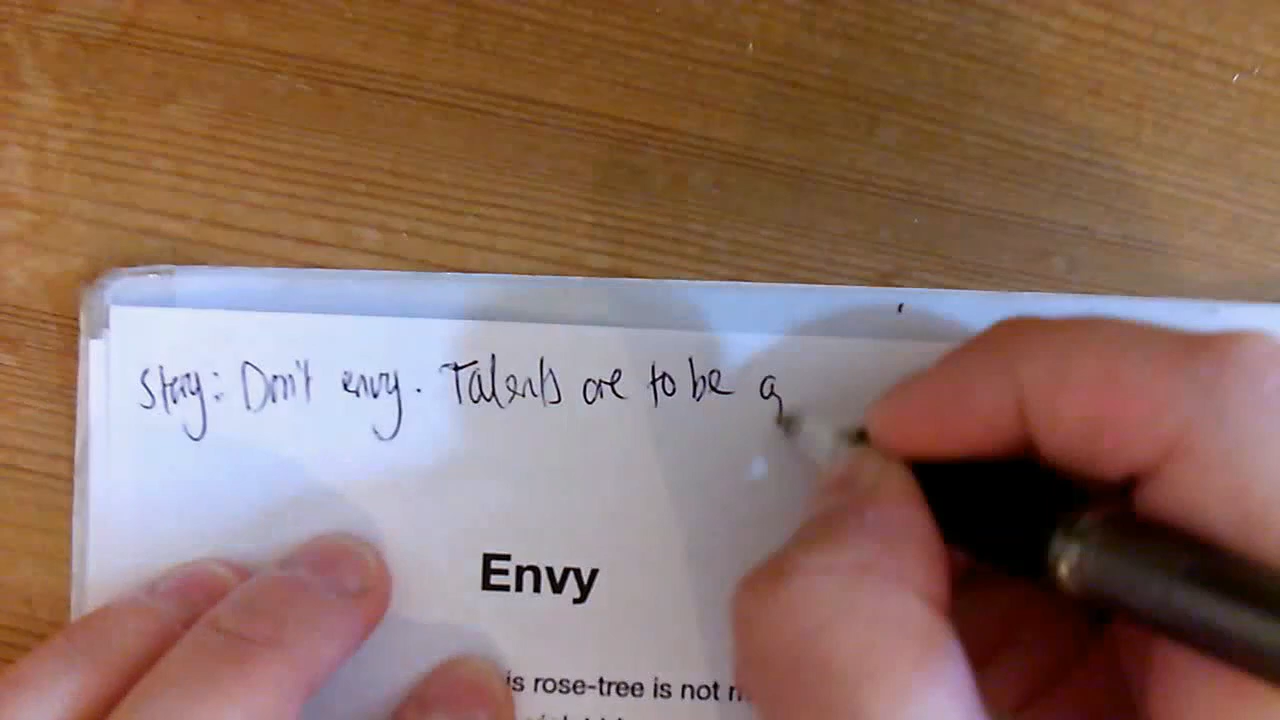 Story: Don't envy. Talents are to be g
Envy
is rose-tree is not